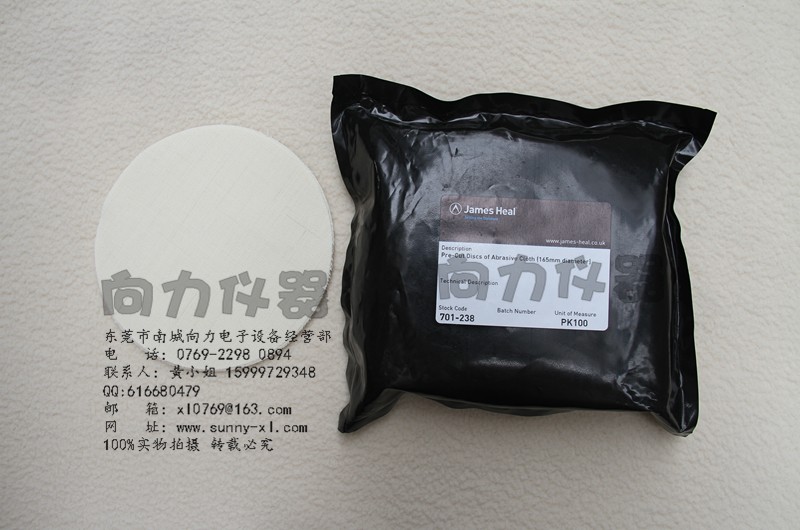 James Heal
www.james-heal.co.uk
Description
Pre-Cut Discs of Abrasive Cloth (165mm diameter)
Technical Description
Stock Code
701-238
Batch Number
Unit of Measure
PK100
向力仪器
向力仪器
东莞市南城向力电子设备经营部
电 话: 0769-2298 0894
联系人: 黄小姐 15999729348
QQ:616680479
邮 箱: xl0769@163.com
网 址: www.sunny-xl.com
100%实物拍摄 转载必究